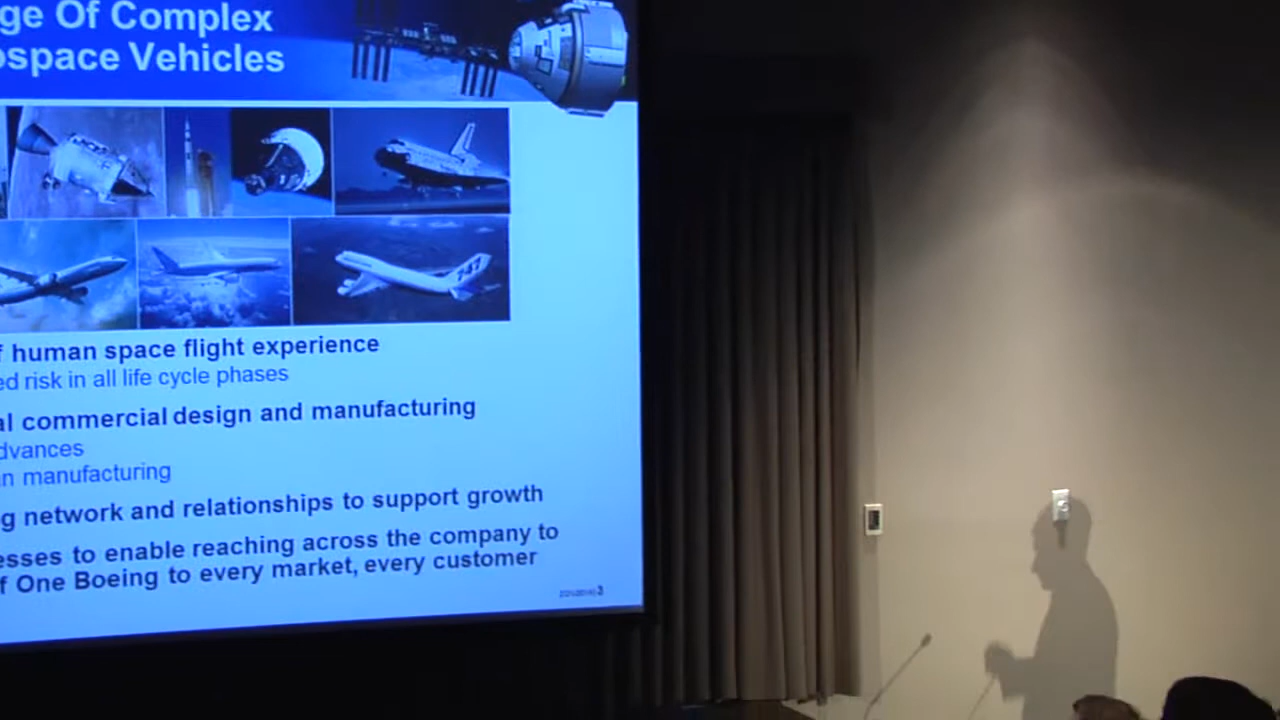 ge Of Complex
ospace Vehicles
747
f human space flight experience
ed risk in all life cycle phases
al commercial design and manufacturing
dvances
n manufacturing
g network and relationships to support growth
esses to enable reaching across the company to
f One Boeing to every market, every customer
3